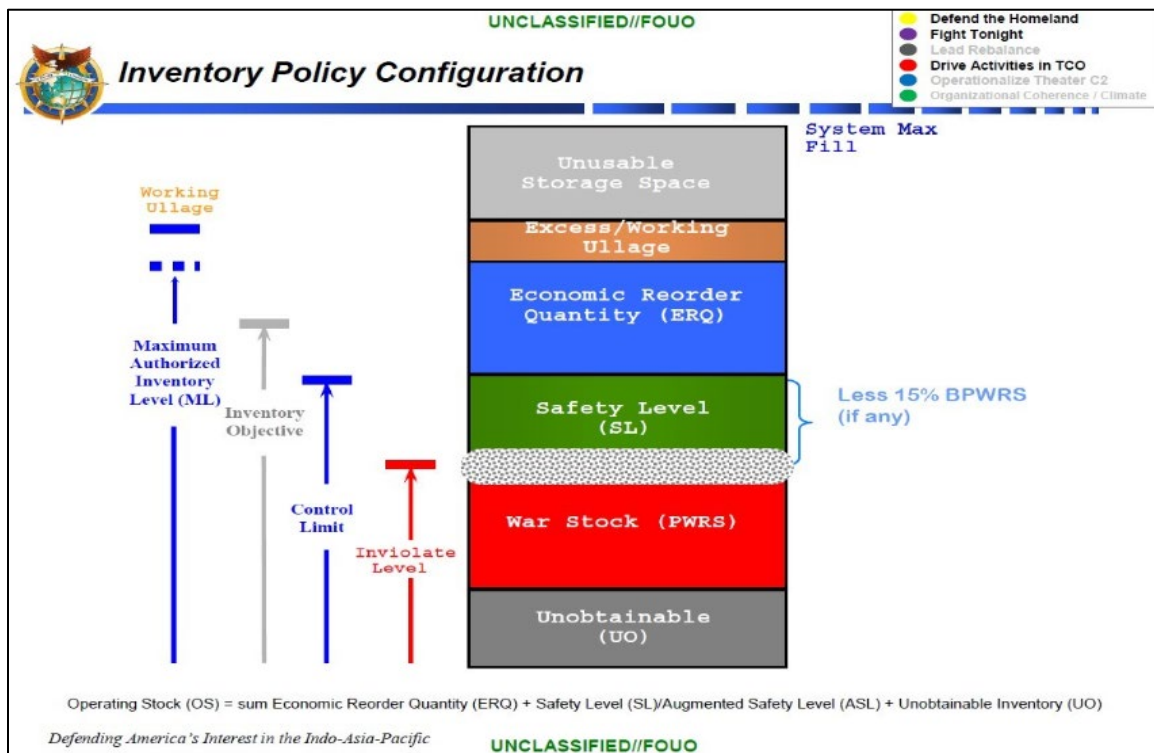 UNCLASSIFIED//FOUO
Defend the Homeland
Fight Tonight
Lead Rebalance
Drive Activities in TCO
Operationalize Theater C2
Organizational Coherence / Climate
Inventory Policy Configuration
System Max
Fill
Unusable
Storage Space
Working
Ullage
Excess/Working
Ullage
Economic Reorder
Quantity (ERQ)
Maximum
Authorized
Inventory
Level (ML)
Inventory
Objective
Control
Limit
Inviolate
Level
Safety Level
(SL)
Less 15% BPWRS
(if any)
War Stock (PWRS)
Unobtainable
(UO)
Operating Stock (OS) = sum Economic Reorder Quantity (ERQ) + Safety Level (SL)/Augmented Safety Level (ASL) + Unobtainable Inventory (UO)
Defending America's Interest in the Indo-Asia-Pacific
UNCLASSIFIED//FOUO